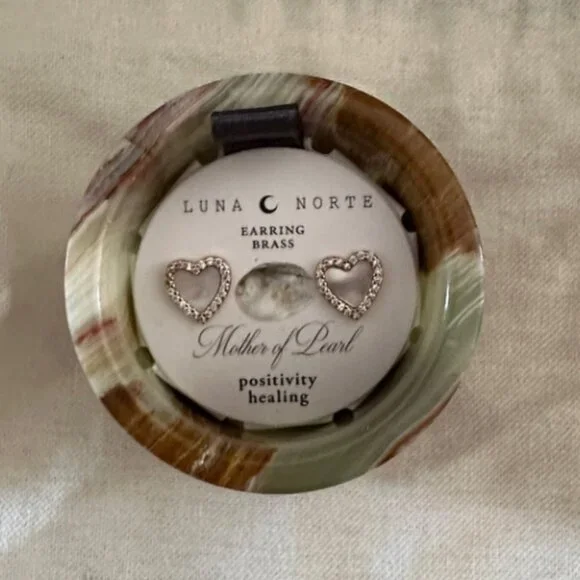 LUNA NORTE
EARRING
BRASS
Mother of Pearl
positivity
healing